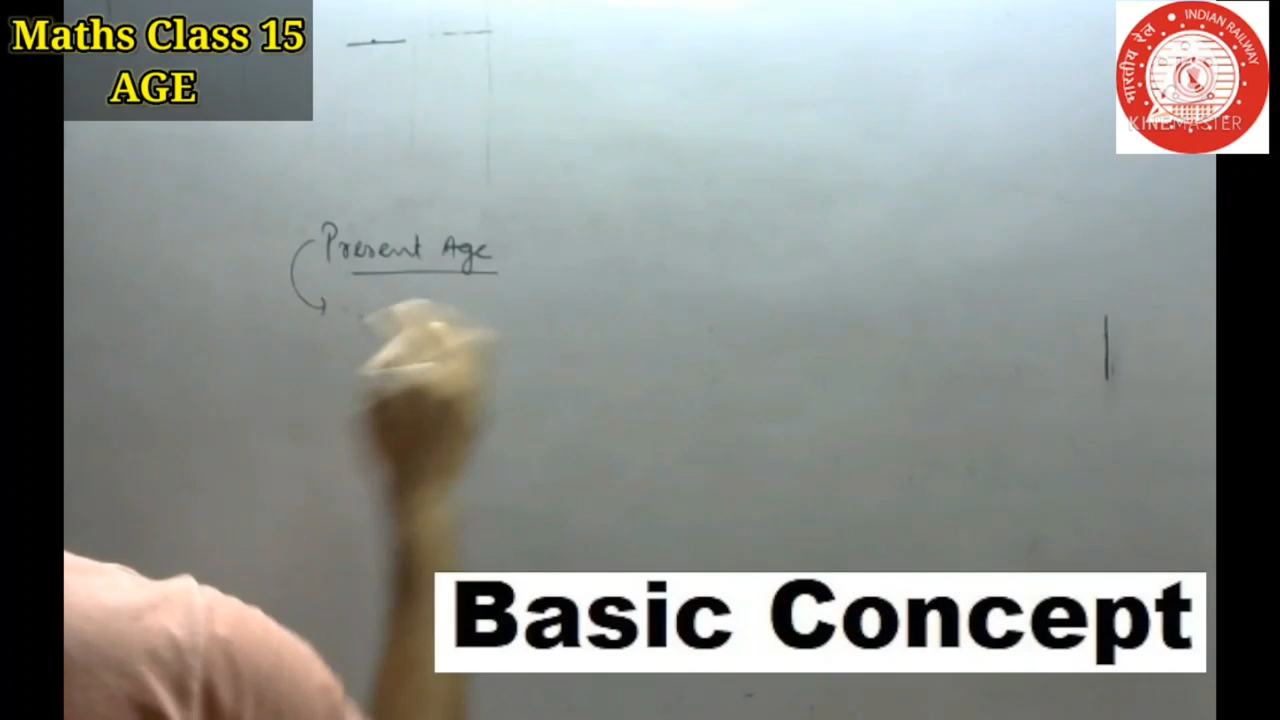 Maths Class 15
AGE
भारतीय रेल INDIAN RAILWAY
KINEMASTER
Present Age
Basic Concept